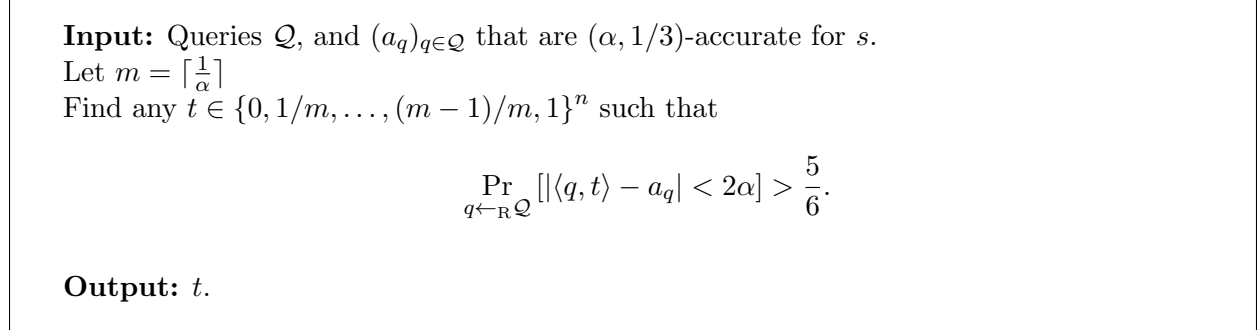 Input: Queries 𝒬, and (a_q)_{q∈𝒬} that are (α, 1/3)-accurate for s.
Let m = ⌈1/α⌉
Find any t ∈ {0, 1/m, . . . , (m − 1)/m, 1}^n such that
Pr_{q←_R 𝒬} [|⟨q, t⟩ − a_q| < 2α] > 5/6.
Output: t.